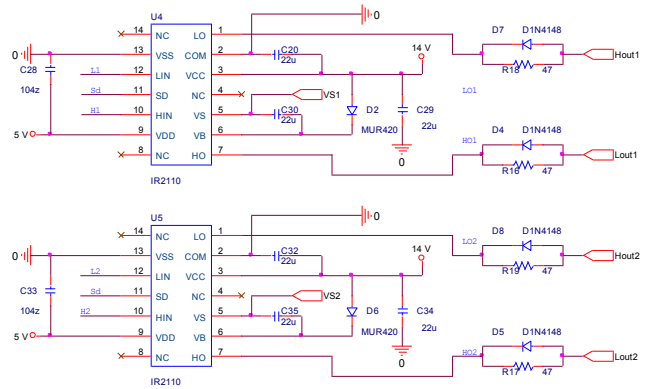 U4
14 NC LO 1
0
13 VSS COM 2
C20
22u
14 V
D7 D1N4148
Hout1
R18 47
0
C28
104z
L1 12 LIN VCC 3
Sd 11 SD NC 4
VS1
LO1
H1 10 HIN VS 5
C30
22u
D2
MUR420
C29
22u
5 V 9 VDD VB 6
0
8 NC HO 7
HO1
D4 D1N4148
Lout1
R16 47
IR2110
U5
14 NC LO 1
0
13 VSS COM 2
C32
22u
14 V
LO2
D8 D1N4148
Hout2
R19 47
0
C33
104z
L2 12 LIN VCC 3
Sd 11 SD NC 4
VS2
H2 10 HIN VS 5
C35
22u
D6
MUR420
C34
22u
5 V 9 VDD VB 6
0
8 NC HO 7
HO2
D5 D1N4148
Lout2
R17 47
IR2110